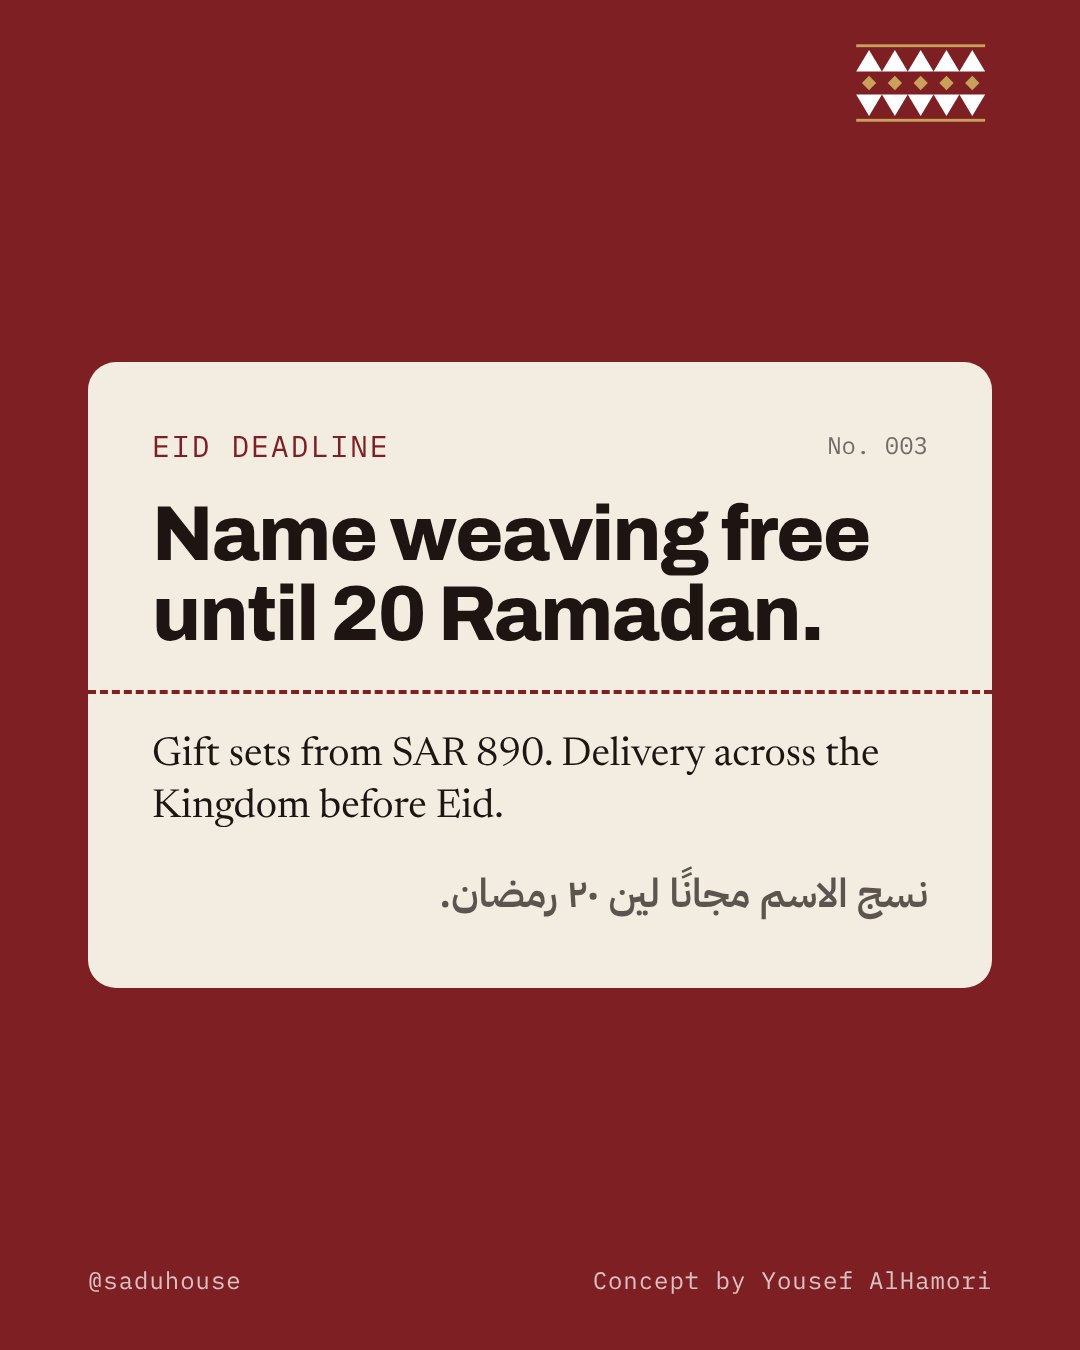 EID DEADLINE
No. 003
Name weaving free
until 20 Ramadan.
Gift sets from SAR 890. Delivery across the
Kingdom before Eid.
نسج الاسم مجانًا لين ٢٠ رمضان.
@saduhouse
Concept by Yousef AlHamori